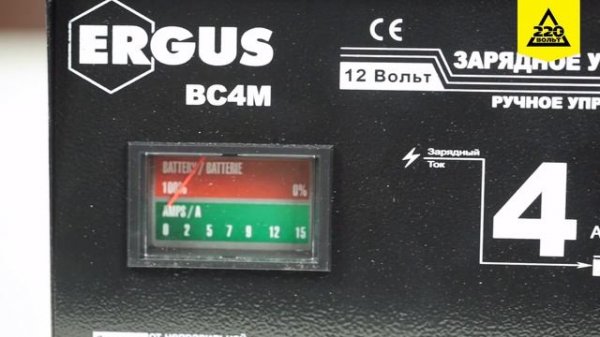 220
ВОЛЬТ
ERGUS
BC4M
CE
12 Вольт
ЗАРЯДНОЕ У
РУЧНОЕ УПР
Зарядный
Ток
4 А
BATTERY / BATTERIE
100% 0%
AMPS / A
0 2 5 7 9 12 15